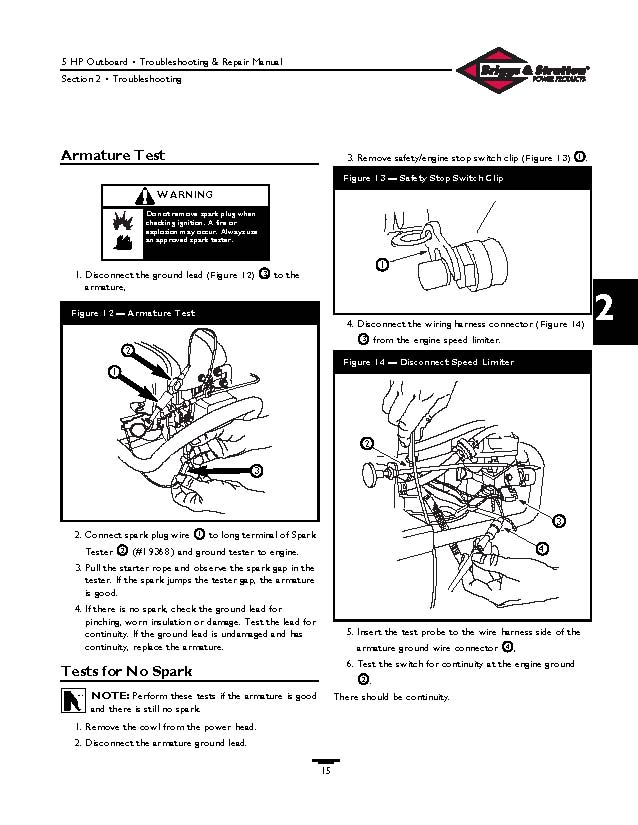 5 HP Outboard • Troubleshooting & Repair Manual
Section 2 • Troubleshooting
Briggs & Stratton
POWER PRODUCTS
Armature Test
WARNING
Do not remove spark plug when
checking ignition. A fire or
explosion may occur. Always use
an approved spark tester.
1. Disconnect the ground lead (Figure 12) 3 to the
armature,
Figure 12 — Armature Test
2
1
3
2. Connect spark plug wire 1 to long terminal of Spark
Tester 2 (#19368) and ground tester to engine.
3. Pull the starter rope and observe the spark gap in the
tester. If the spark jumps the tester gap, the armature
is good.
4. If there is no spark, check the ground lead for
pinching, worn insulation or damage. Test the lead for
continuity. If the ground lead is undamaged and has
continuity, replace the armature.
Tests for No Spark
NOTE: Perform these tests if the armature is good
and there is still no spark.
1. Remove the cowl from the power head.
2. Disconnect the armature ground lead.
3. Remove safety/engine stop switch clip (Figure 13) 1.
Figure 13 — Safety Stop Switch Clip
1
4. Disconnect the wiring harness connector (Figure 14)
3 from the engine speed limiter.
Figure 14 — Disconnect Speed Limiter
2
3
4
5. Insert the test probe to the wire harness side of the
armature ground wire connector 4.
6. Test the switch for continuity at the engine ground
2.
There should be continuity.
2
15